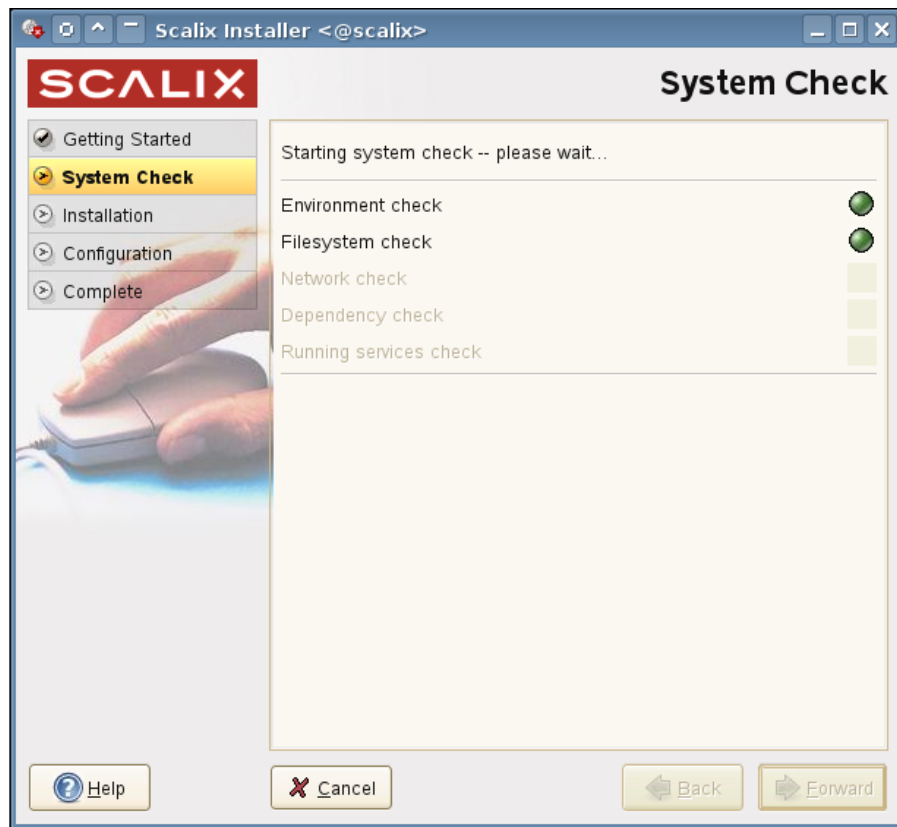 Scalix Installer <@scalix>
SCALIX
System Check
Getting Started
System Check
Installation
Configuration
Complete
Starting system check -- please wait...
Environment check
Filesystem check
Network check
Dependency check
Running services check
Help
Cancel
Back
Forward